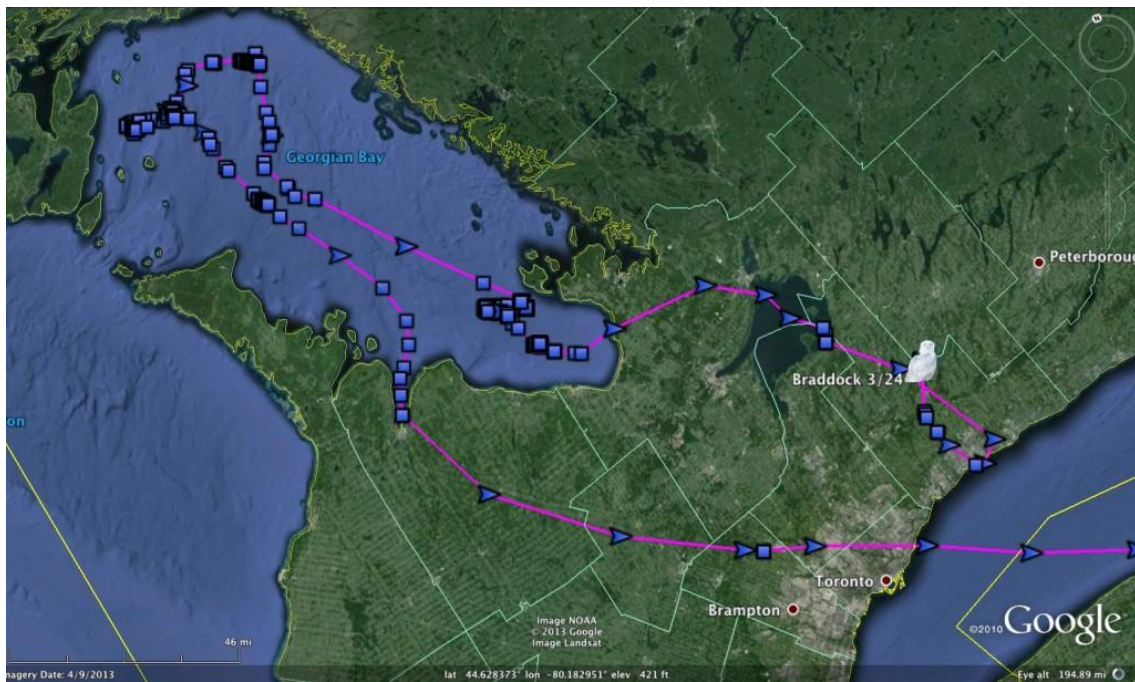 Georgian Bay
Peterborou
Braddock 3/24
on
Toronto
Brampton
Image NOAA
© 2013 Google
Image Landsat
©2010 Google
46 mi
magery Date: 4/9/2013
lat 44.628373° lon -80.182951° elev 421 ft
Eye alt 194.89 mi